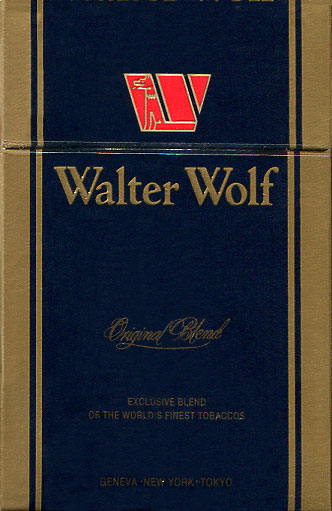 Walter Wolf
Original Blend
EXCLUSIVE BLEND
OF THE WORLD'S FINEST TOBACCOS
GENEVA · NEW YORK · TOKYO